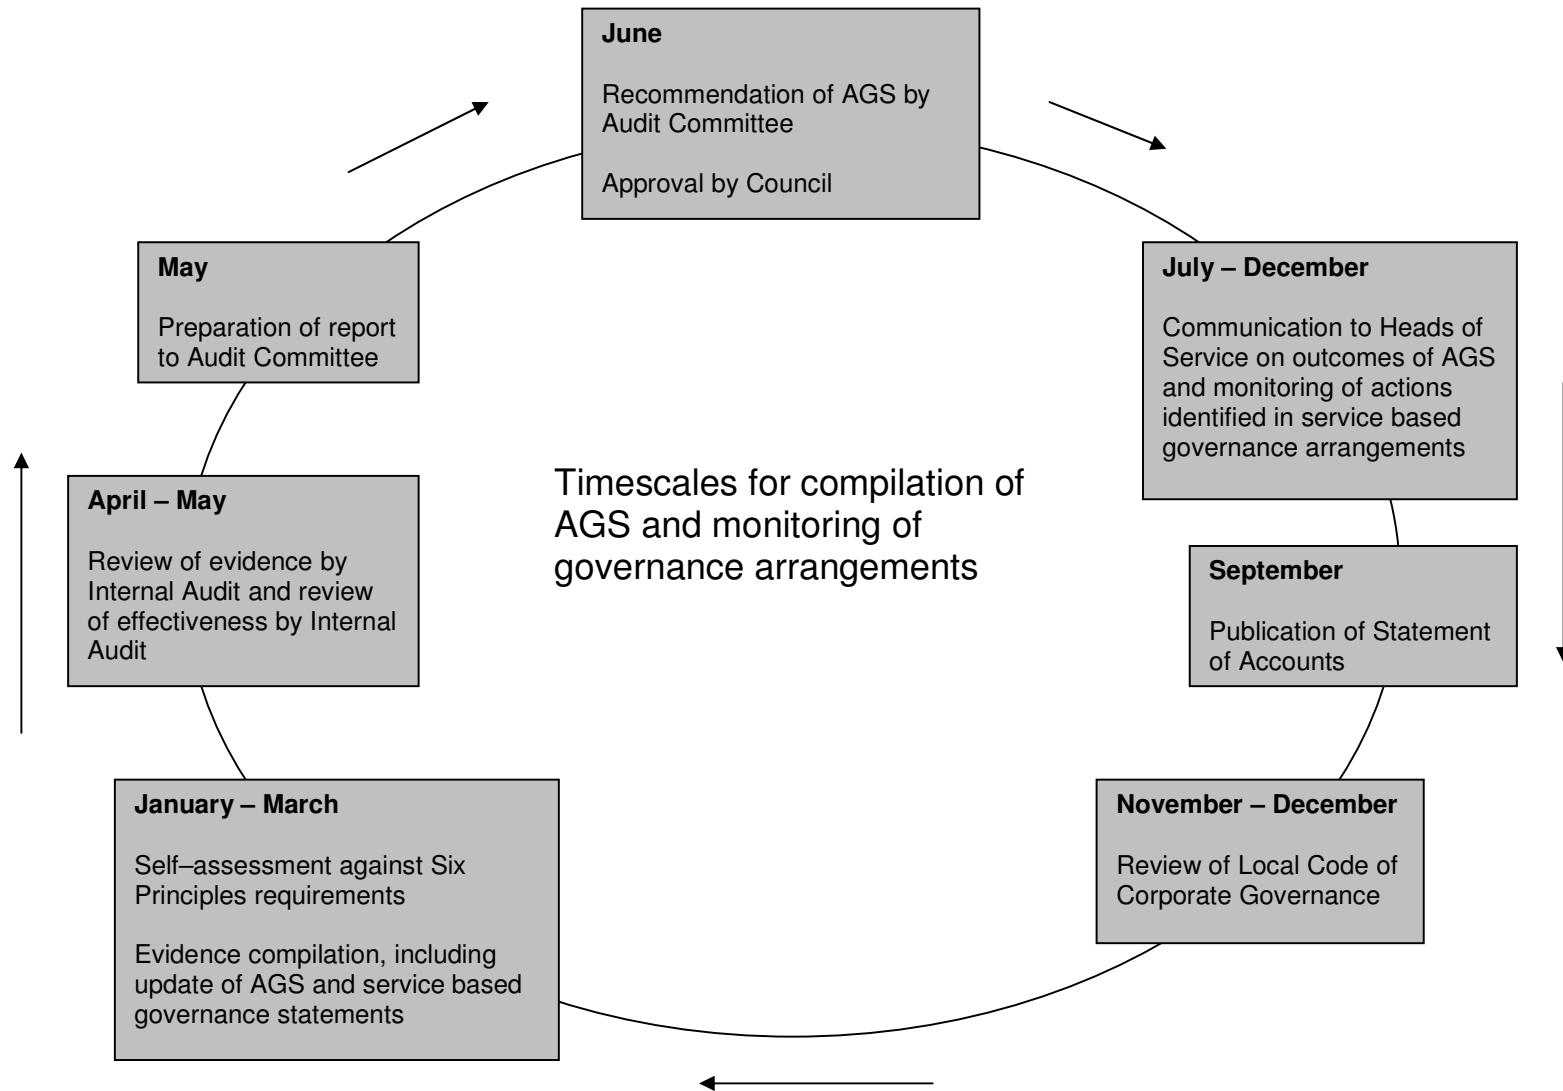 June
Recommendation of AGS by
Audit Committee
Approval by Council
July – December
Communication to Heads of
Service on outcomes of AGS
and monitoring of actions
identified in service based
governance arrangements
September
Publication of Statement
of Accounts
November – December
Review of Local Code of
Corporate Governance
January – March
Self–assessment against Six
Principles requirements
Evidence compilation, including
update of AGS and service based
governance statements
April – May
Review of evidence by
Internal Audit and review
of effectiveness by Internal
Audit
May
Preparation of report
to Audit Committee
Timescales for compilation of
AGS and monitoring of
governance arrangements